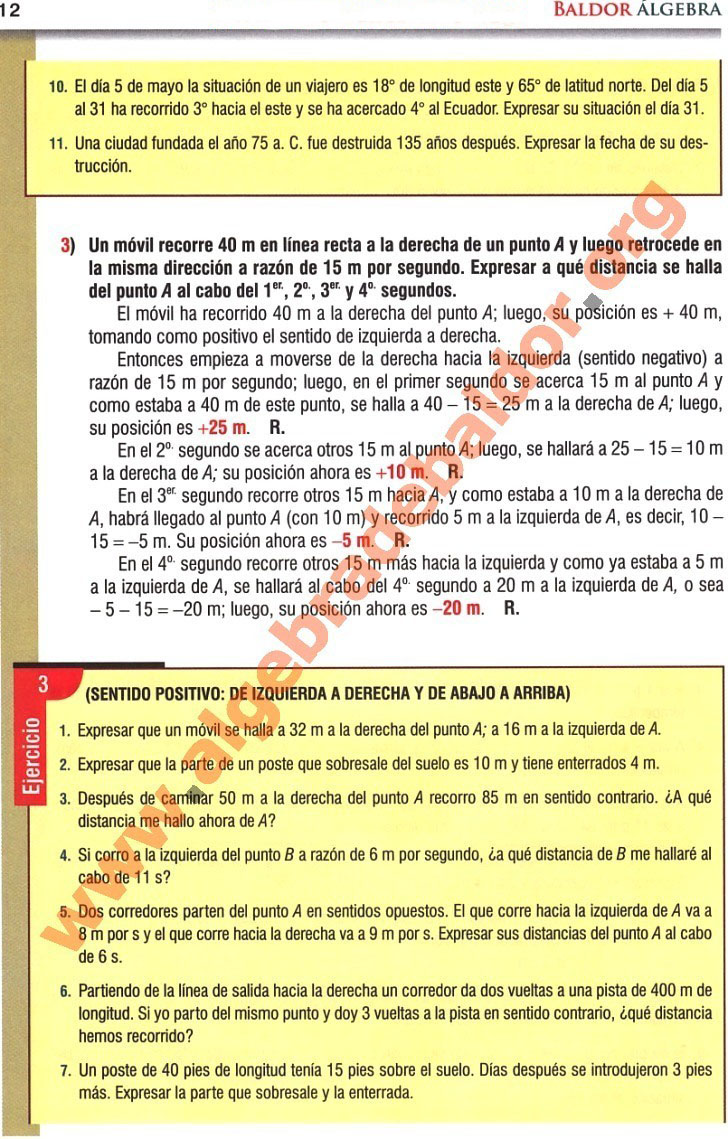 12
BALDOR ÁLGEBRA
10. El día 5 de mayo la situación de un viajero es 18° de longitud este y 65° de latitud norte. Del día 5
al 31 ha recorrido 3° hacia el este y se ha acercado 4° al Ecuador. Expresar su situación el día 31.
11. Una ciudad fundada el año 75 a. C. fue destruida 135 años después. Expresar la fecha de su des-
trucción.
3) Un móvil recorre 40 m en línea recta a la derecha de un punto A y luego retrocede en
la misma dirección a razón de 15 m por segundo. Expresar a qué distancia se halla
del punto A al cabo del 1er., 2o., 3er. y 4o. segundos.
El móvil ha recorrido 40 m a la derecha del punto A; luego, su posición es + 40 m,
tomando como positivo el sentido de izquierda a derecha.
Entonces empieza a moverse de la derecha hacia la izquierda (sentido negativo) a
razón de 15 m por segundo; luego, en el primer segundo se acerca 15 m al punto A y
como estaba a 40 m de este punto, se halla a 40 – 15 = 25 m a la derecha de A; luego,
su posición es +25 m. R.
En el 2o. segundo se acerca otros 15 m al punto A; luego, se hallará a 25 – 15 = 10 m
a la derecha de A; su posición ahora es +10 m. R.
En el 3er. segundo recorre otros 15 m hacia A, y como estaba a 10 m a la derecha de
A, habrá llegado al punto A (con 10 m) y recorrido 5 m a la izquierda de A, es decir, 10 –
15 = –5 m. Su posición ahora es –5 m. R.
En el 4o. segundo recorre otros 15 m más hacia la izquierda y como ya estaba a 5 m
a la izquierda de A, se hallará al cabo del 4o. segundo a 20 m a la izquierda de A, o sea
– 5 – 15 = –20 m; luego, su posición ahora es –20 m. R.
Ejercicio 3
(SENTIDO POSITIVO: DE IZQUIERDA A DERECHA Y DE ABAJO A ARRIBA)
1. Expresar que un móvil se halla a 32 m a la derecha del punto A; a 16 m a la izquierda de A.
2. Expresar que la parte de un poste que sobresale del suelo es 10 m y tiene enterrados 4 m.
3. Después de caminar 50 m a la derecha del punto A recorro 85 m en sentido contrario. ¿A qué
distancia me hallo ahora de A?
4. Si corro a la izquierda del punto B a razón de 6 m por segundo, ¿a qué distancia de B me hallaré al
cabo de 11 s?
5. Dos corredores parten del punto A en sentidos opuestos. El que corre hacia la izquierda de A va a
8 m por s y el que corre hacia la derecha va a 9 m por s. Expresar sus distancias del punto A al cabo
de 6 s.
6. Partiendo de la línea de salida hacia la derecha un corredor da dos vueltas a una pista de 400 m de
longitud. Si yo parto del mismo punto y doy 3 vueltas a la pista en sentido contrario, ¿qué distancia
hemos recorrido?
7. Un poste de 40 pies de longitud tenía 15 pies sobre el suelo. Días después se introdujeron 3 pies
más. Expresar la parte que sobresale y la enterrada.
www.algebradebaldor.org